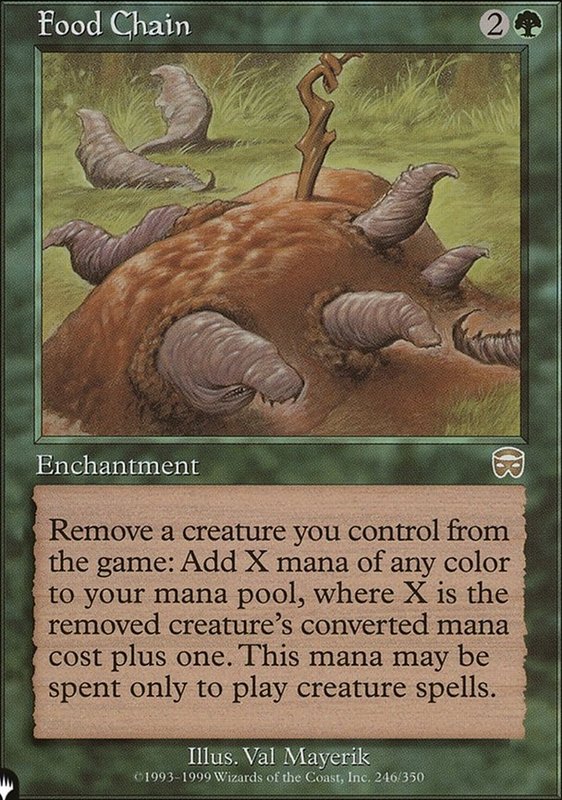 Food Chain
2
Enchantment
Remove a creature you control from
the game: Add X mana of any color
to your mana pool, where X is the
removed creature's converted mana
cost plus one. This mana may be
spent only to play creature spells.
Illus. Val Mayerik
©1993–1999 Wizards of the Coast, Inc. 246/350